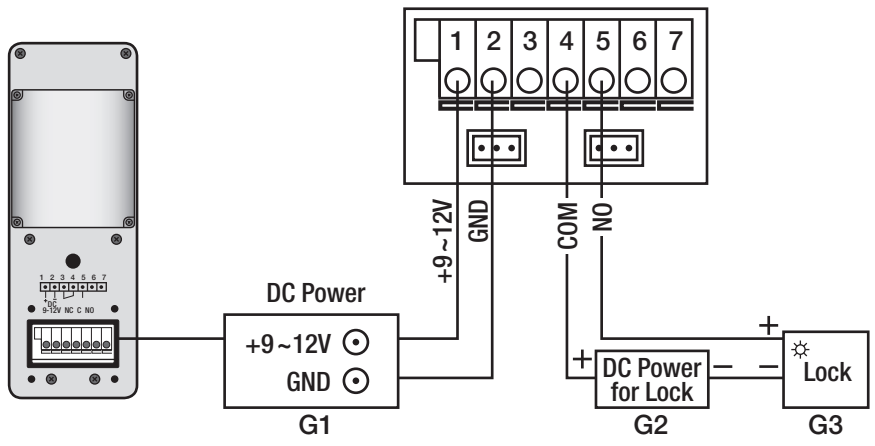 1 2 3 4 5 6 7
1 2 3 4 5 6 7
+ DC -
9-12V NC C NO
+9~12V
GND
COM
NO
DC Power
+9~12V
GND
G1
+
DC Power
for Lock
–
G2
+
–
Lock
G3